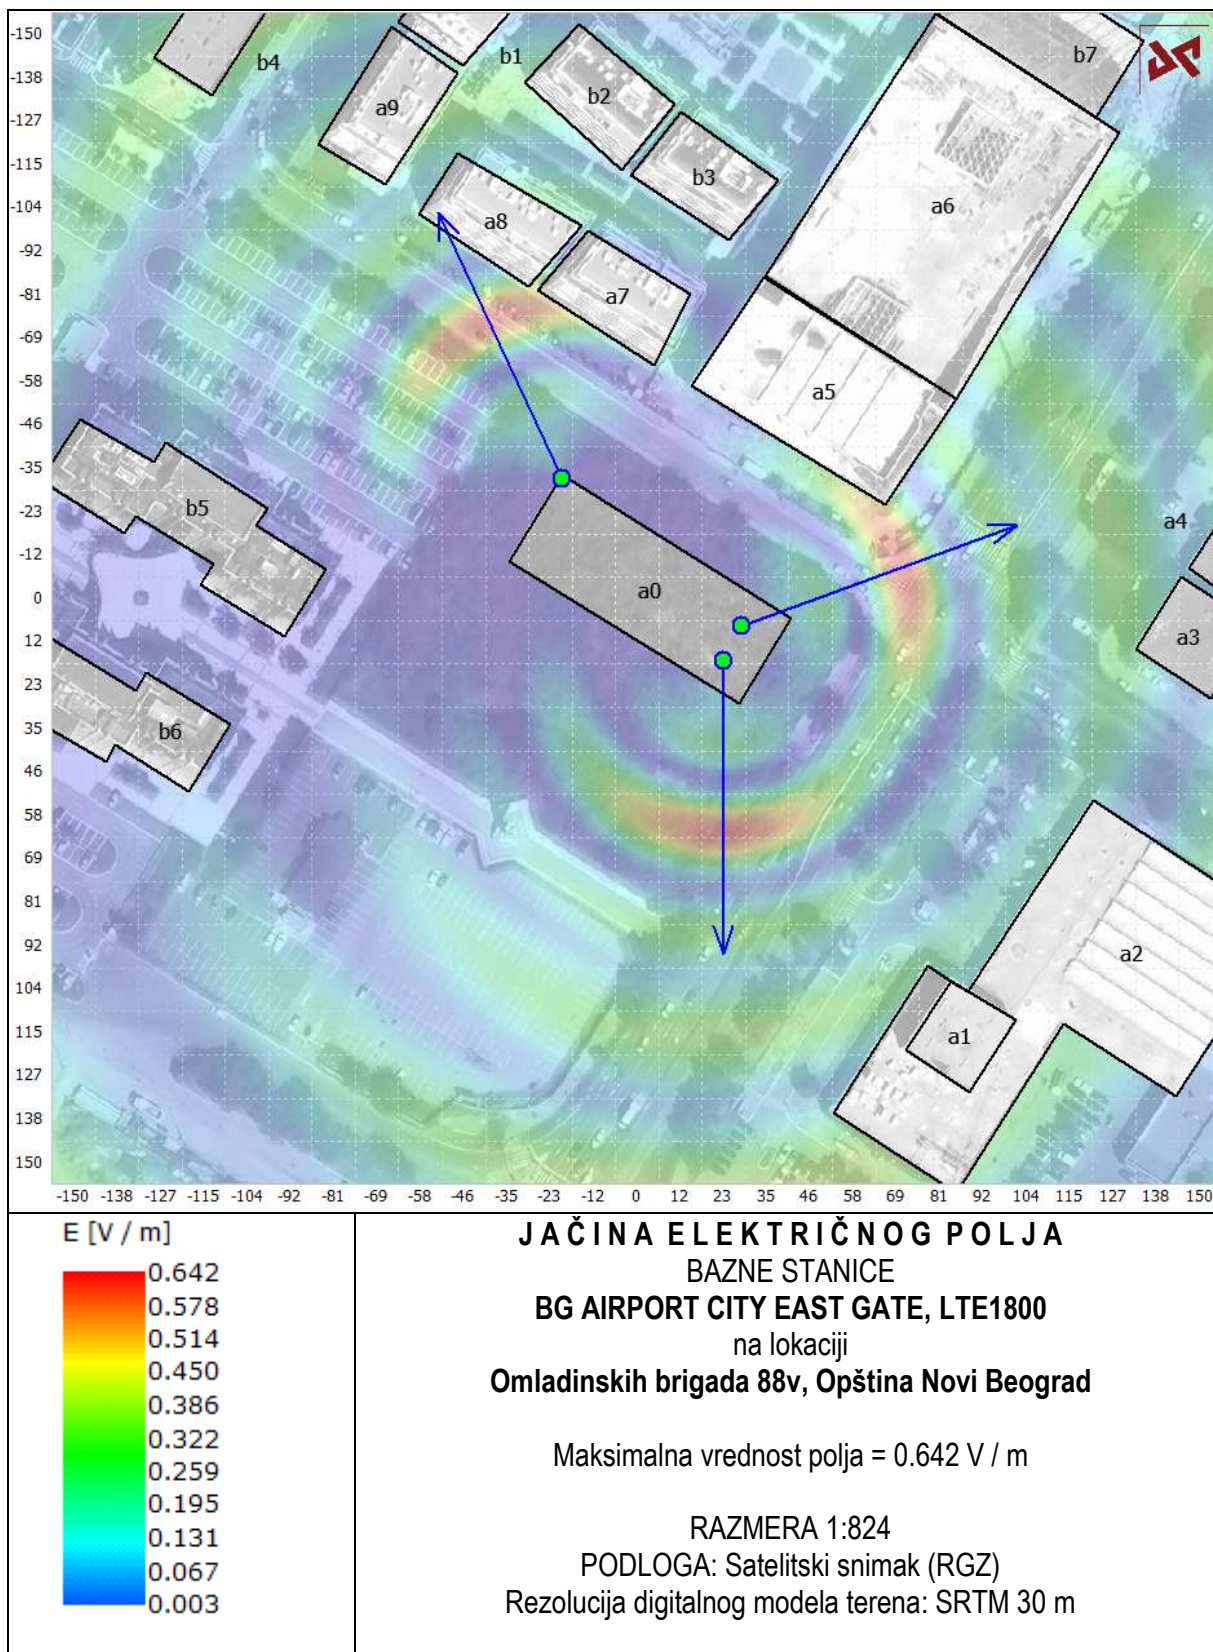 -150
-138
-127
-115
-104
-92
-81
-69
-58
-46
-35
-23
-12
0
12
23
35
46
58
69
81
92
104
115
127
138
150
b4
b1
b7
a9
b2
b3
a8
a6
a7
a5
b5
a4
a0
a3
b6
a2
a1
-150 -138 -127 -115 -104 -92 -81 -69 -58 -46 -35 -23 -12 0 12 23 35 46 58 69 81 92 104 115 127 138 150
E [V / m]
0.642
0.578
0.514
0.450
0.386
0.322
0.259
0.195
0.131
0.067
0.003
JAČINA ELEKTRIČNOG POLJA
BAZNE STANICE
BG AIRPORT CITY EAST GATE, LTE1800
na lokaciji
Omladinskih brigada 88v, Opština Novi Beograd
Maksimalna vrednost polja = 0.642 V / m
RAZMERA 1:824
PODLOGA: Satelitski snimak (RGZ)
Rezolucija digitalnog modela terena: SRTM 30 m